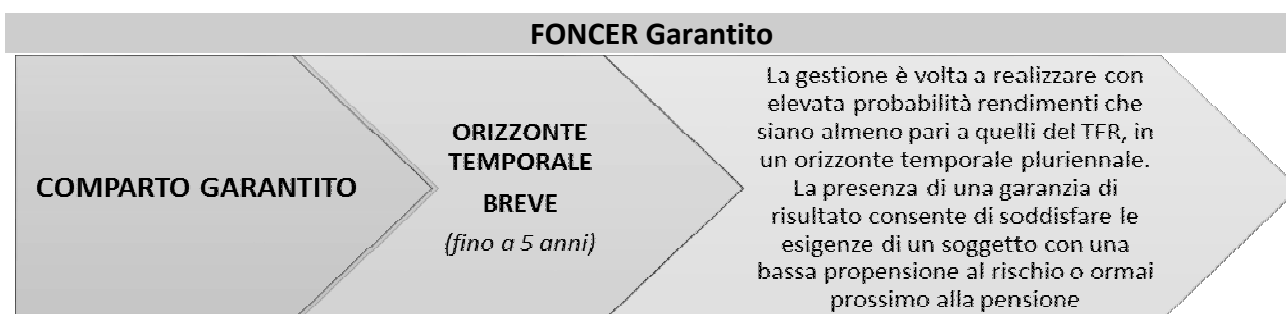 FONCER Garantito
COMPARTO GARANTITO
ORIZZONTE
TEMPORALE
BREVE
(fino a 5 anni)
La gestione è volta a realizzare con
elevata probabilità rendimenti che
siano almeno pari a quelli del TFR, in
un orizzonte temporale pluriennale.
La presenza di una garanzia di
risultato consente di soddisfare le
esigenze di un soggetto con una
bassa propensione al rischio o ormai
prossimo alla pensione